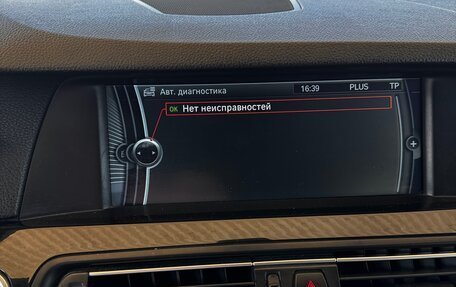 Авт. диагностика 16:39 PLUS TP
OK Нет неисправностей